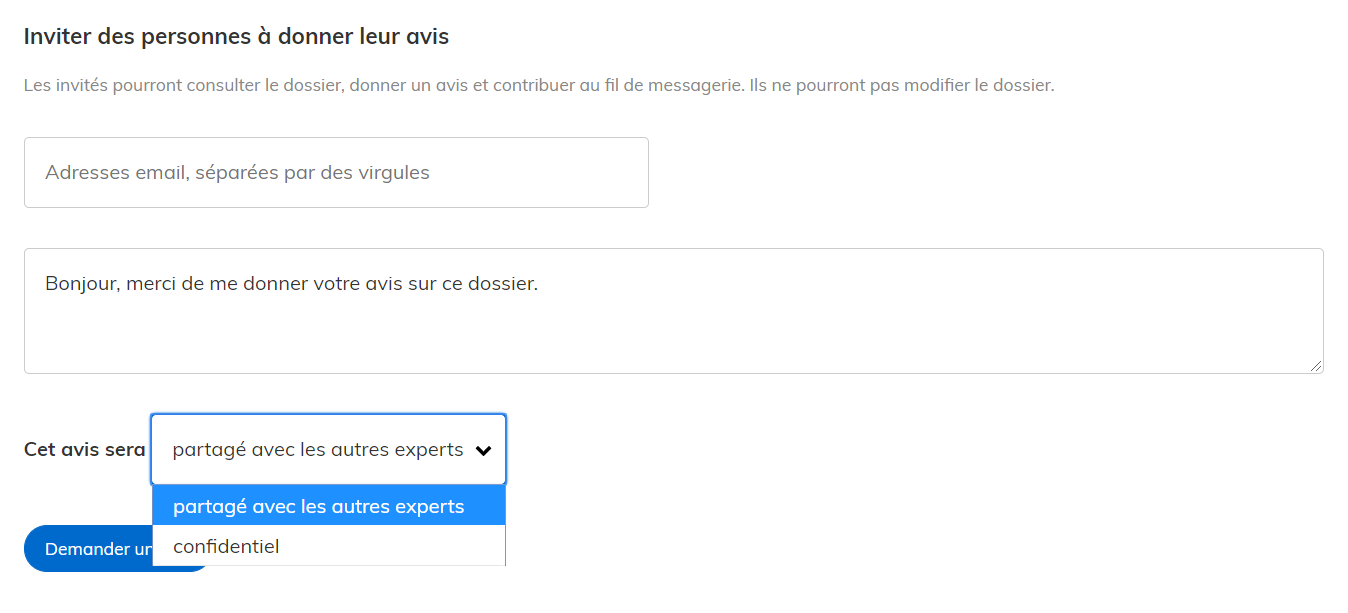 Inviter des personnes à donner leur avis
Les invités pourront consulter le dossier, donner un avis et contribuer au fil de messagerie. Ils ne pourront pas modifier le dossier.
Adresses email, séparées par des virgules
Bonjour, merci de me donner votre avis sur ce dossier.
Cet avis sera partagé avec les autres experts
partagé avec les autres experts
Demander un
confidentiel